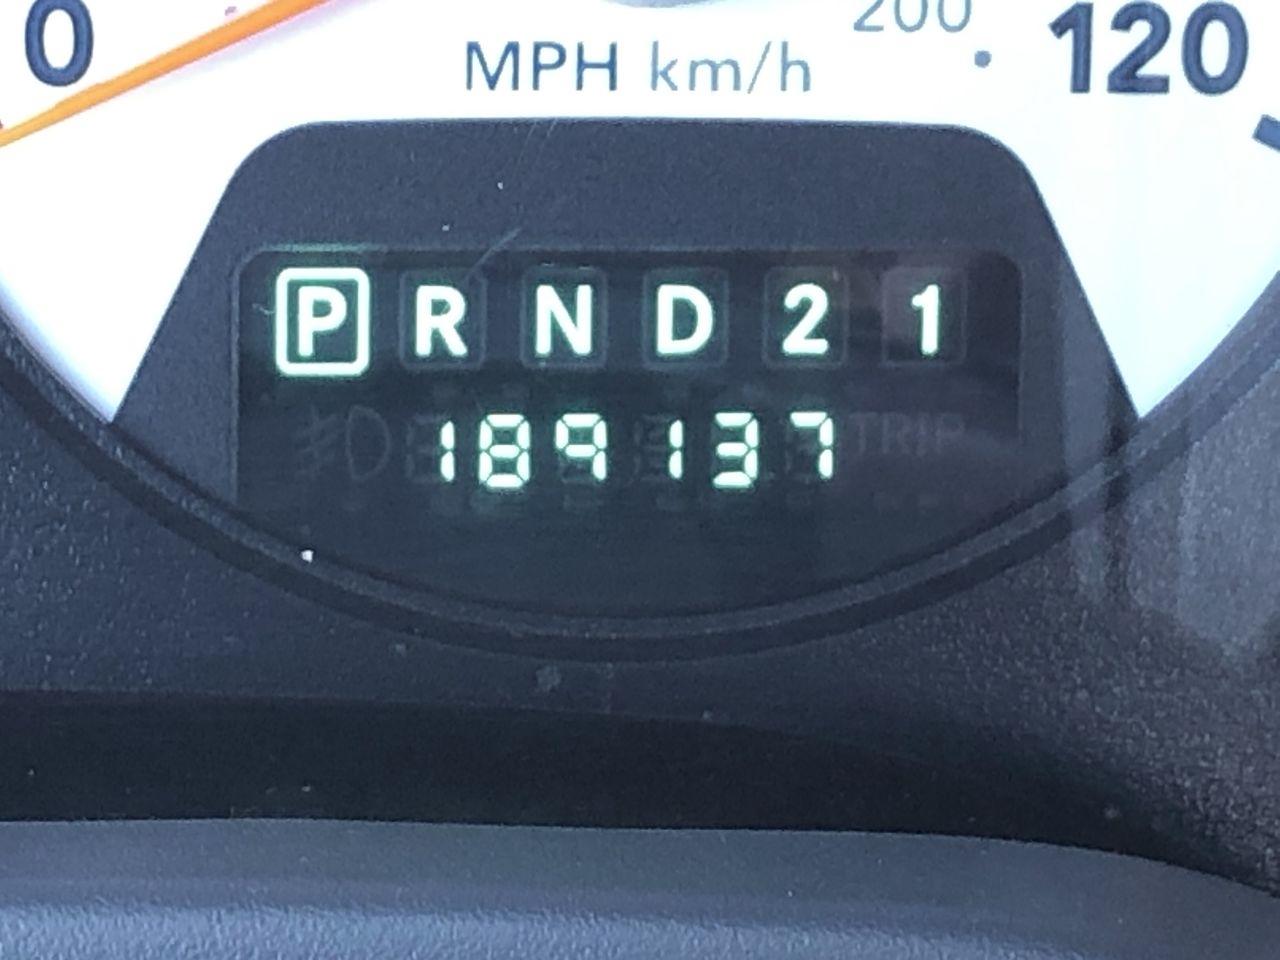 0 200 120
MPH km/h
P R N D 2 1
189137 TRIP